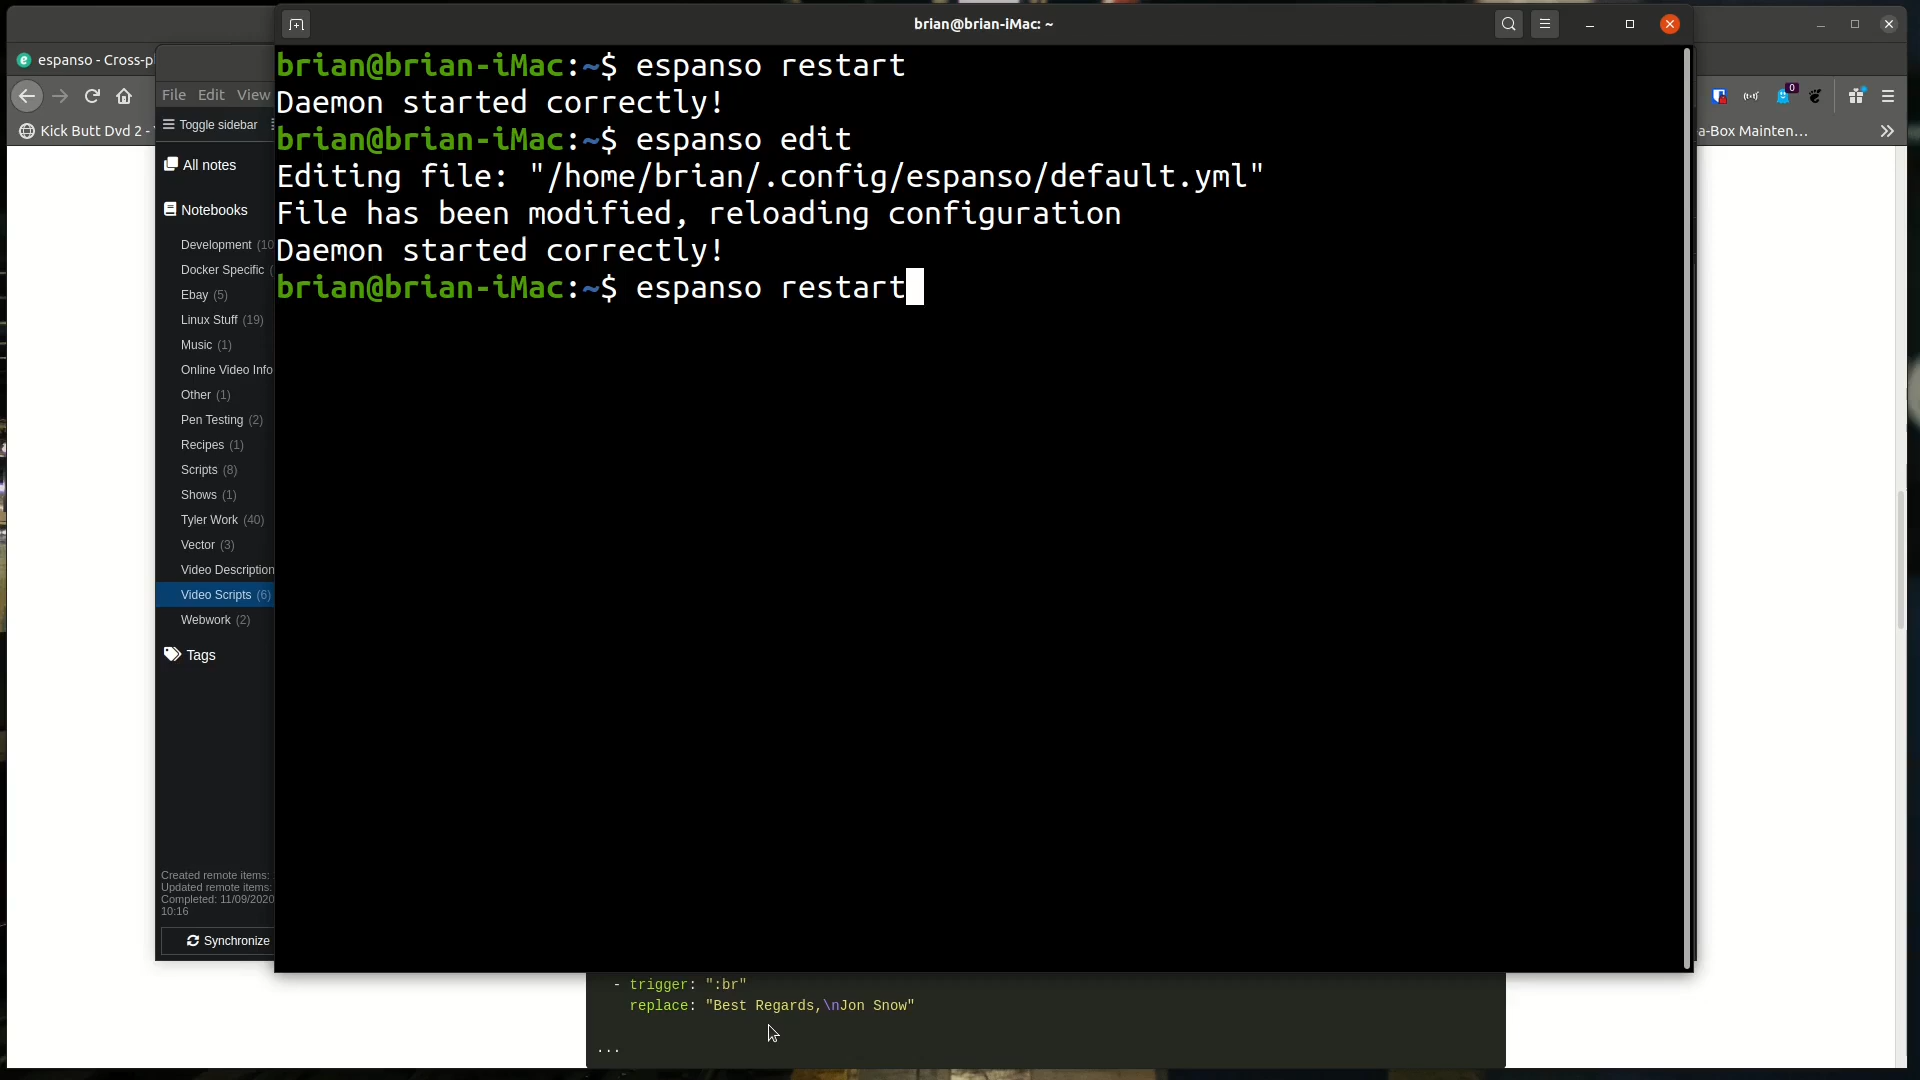 brian@brian-iMac: ~
espanso - Cross-pl
File Edit View
Kick Butt Dvd 2 -
a-Box Mainten…
0
Toggle sidebar
All notes
Notebooks
Development (10
Docker Specific (
Ebay (5)
Linux Stuff (19)
Music (1)
Online Video Info
Other (1)
Pen Testing (2)
Recipes (1)
Scripts (8)
Shows (1)
Tyler Work (40)
Vector (3)
Video Description
Video Scripts (6)
Webwork (2)
Tags
Created remote items:
Updated remote items:
Completed: 11/09/2020
10:16
Synchronize
brian@brian-iMac:~$ espanso restart
Daemon started correctly!
brian@brian-iMac:~$ espanso edit
Editing file: "/home/brian/.config/espanso/default.yml"
File has been modified, reloading configuration
Daemon started correctly!
brian@brian-iMac:~$ espanso restart
- trigger: ":br"
replace: "Best Regards,\nJon Snow"
...